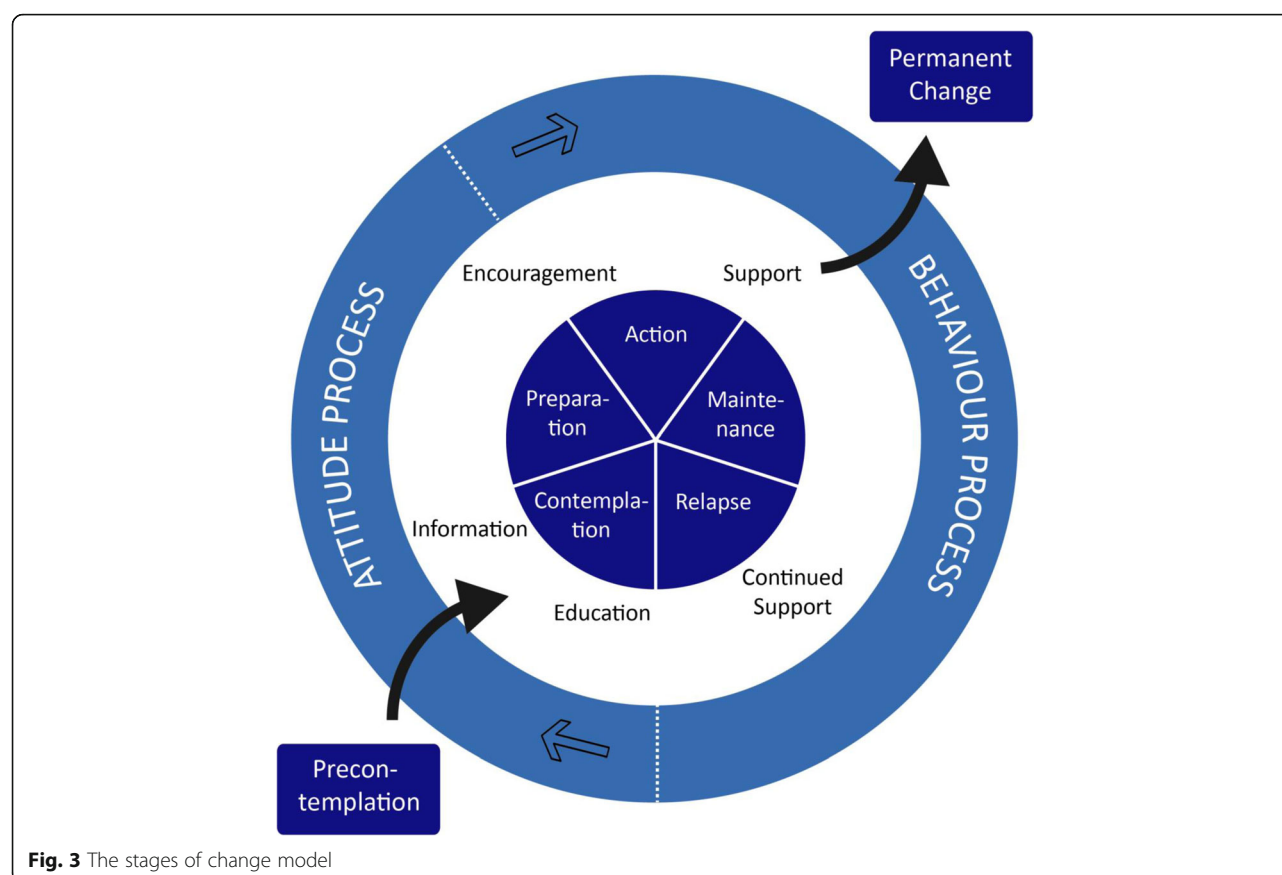 Permanent
Change
Encouragement
Support
ATTITUDE PROCESS
BEHAVIOUR PROCESS
Action
Prepara-
tion
Mainte-
nance
Contempla-
tion
Relapse
Information
Education
Continued
Support
Precon-
templation
Fig. 3 The stages of change model